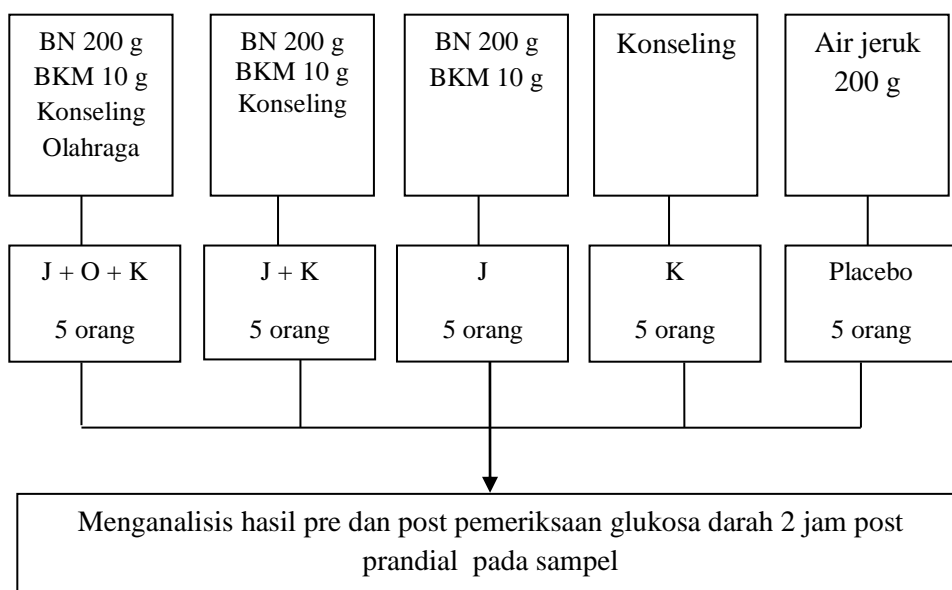 BN 200 g
BKM 10 g
Konseling
Olahraga
BN 200 g
BKM 10 g
Konseling
BN 200 g
BKM 10 g
Konseling
Air jeruk
200 g
J + O + K
5 orang
J + K
5 orang
J
5 orang
K
5 orang
Placebo
5 orang
Menganalisis hasil pre dan post pemeriksaan glukosa darah 2 jam post
prandial pada sampel